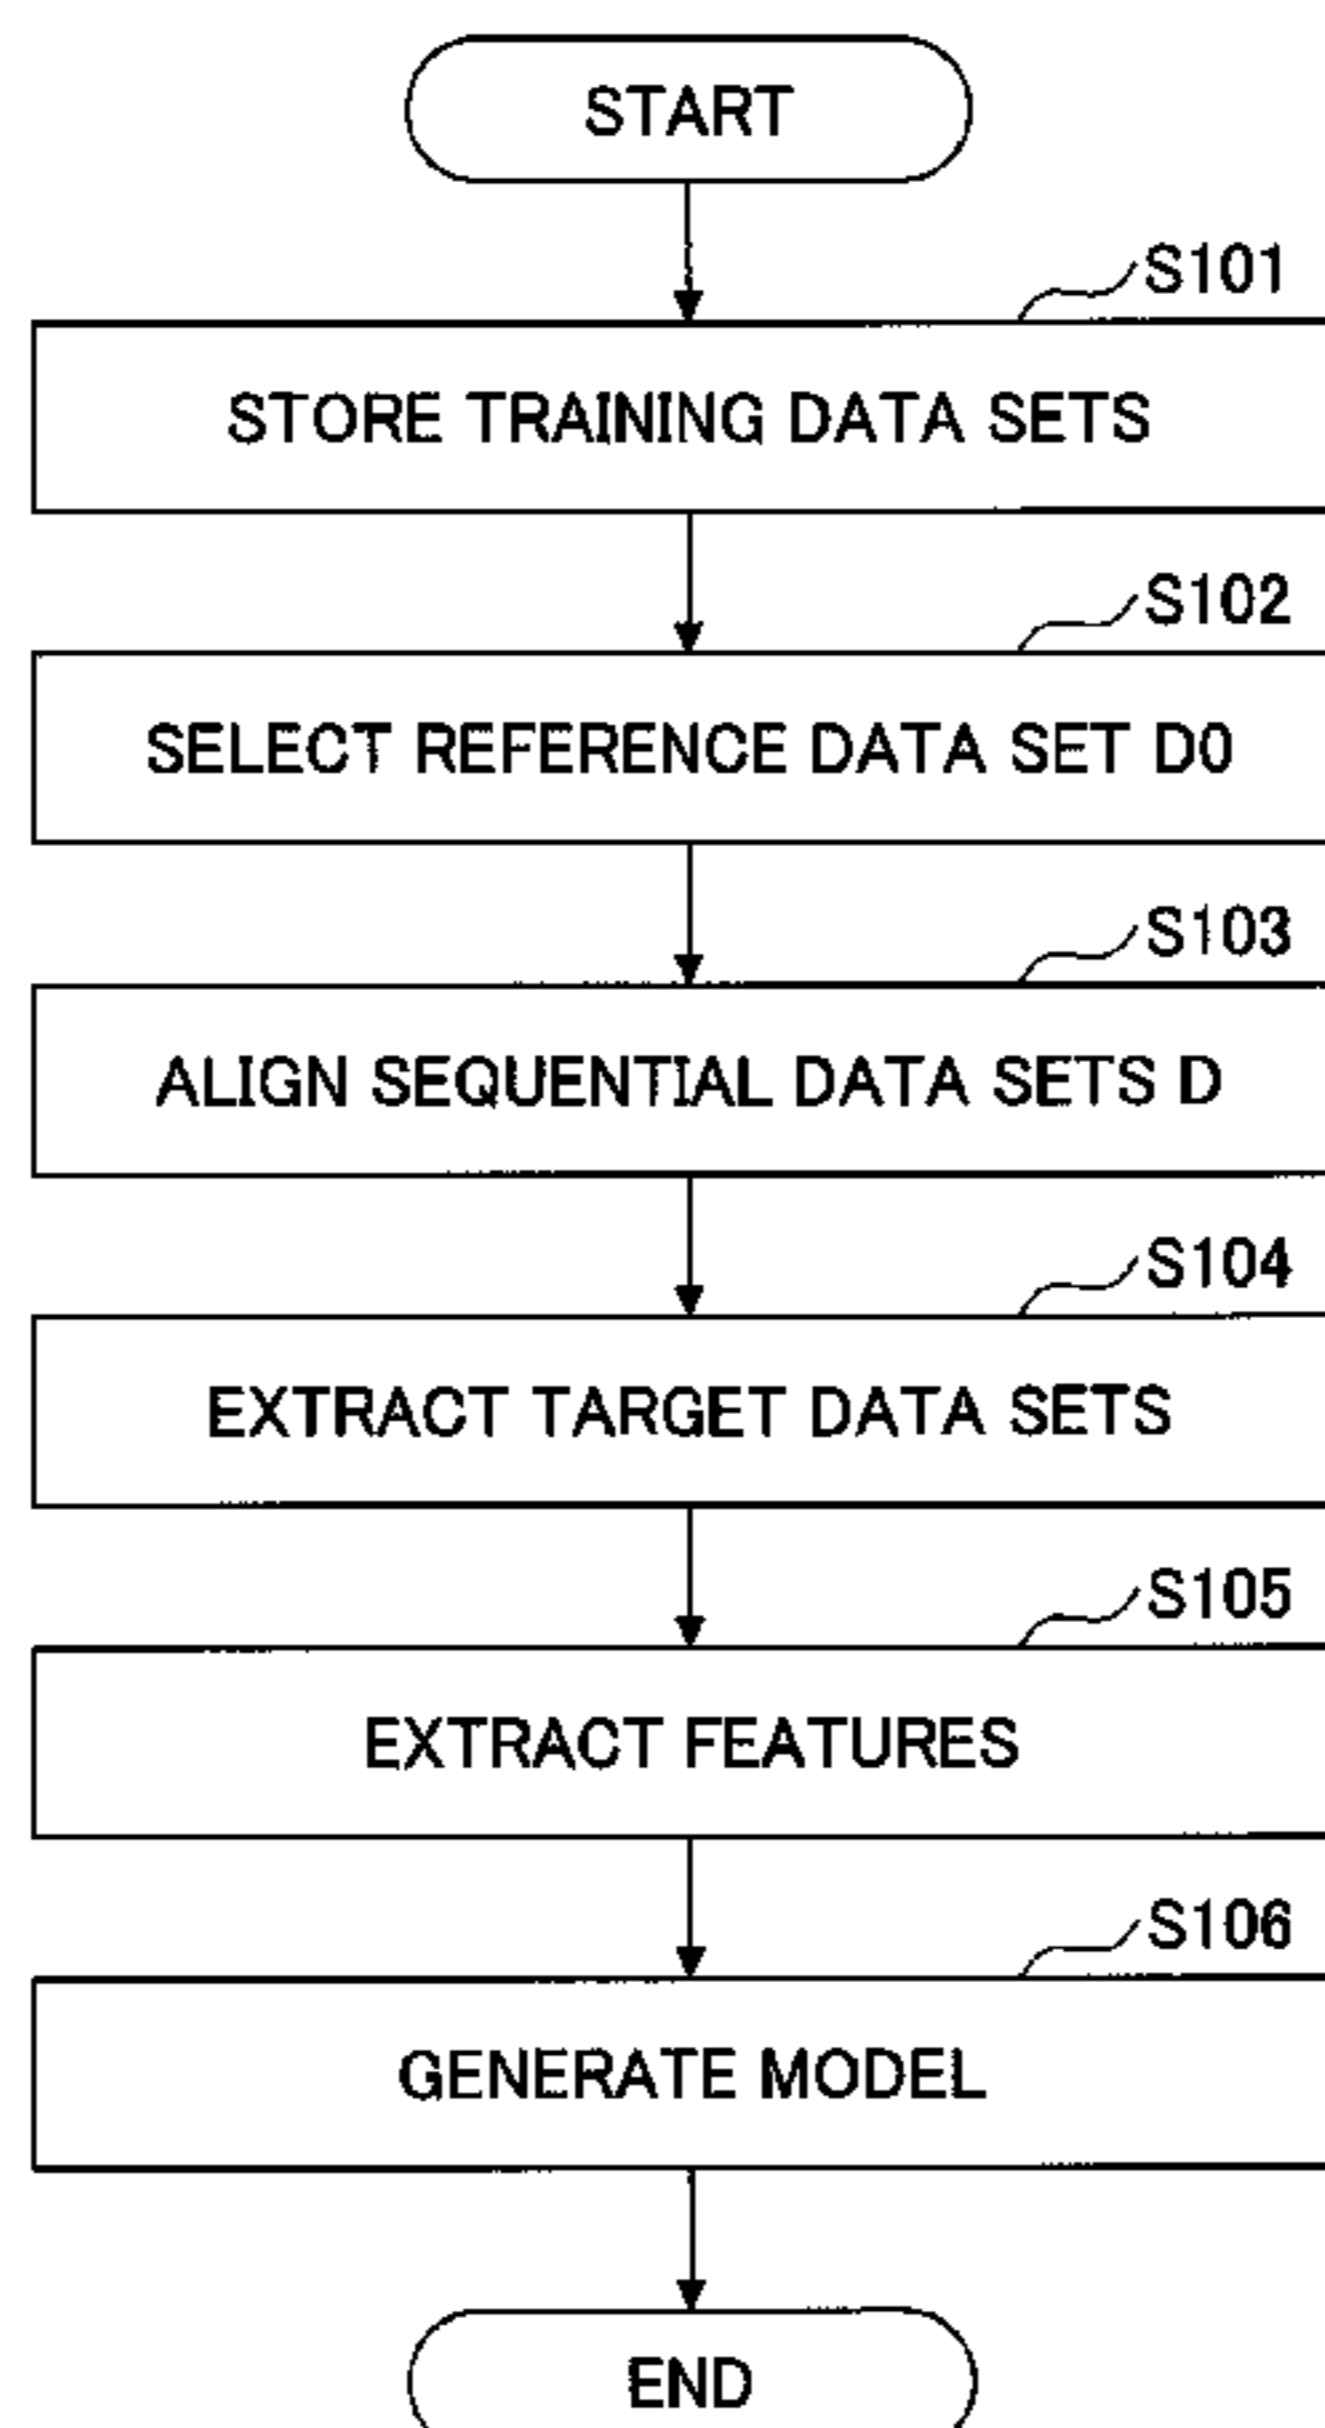 START
S101
STORE TRAINING DATA SETS
S102
SELECT REFERENCE DATA SET D0
S103
ALIGN SEQUENTIAL DATA SETS D
S104
EXTRACT TARGET DATA SETS
S105
EXTRACT FEATURES
S106
GENERATE MODEL
END